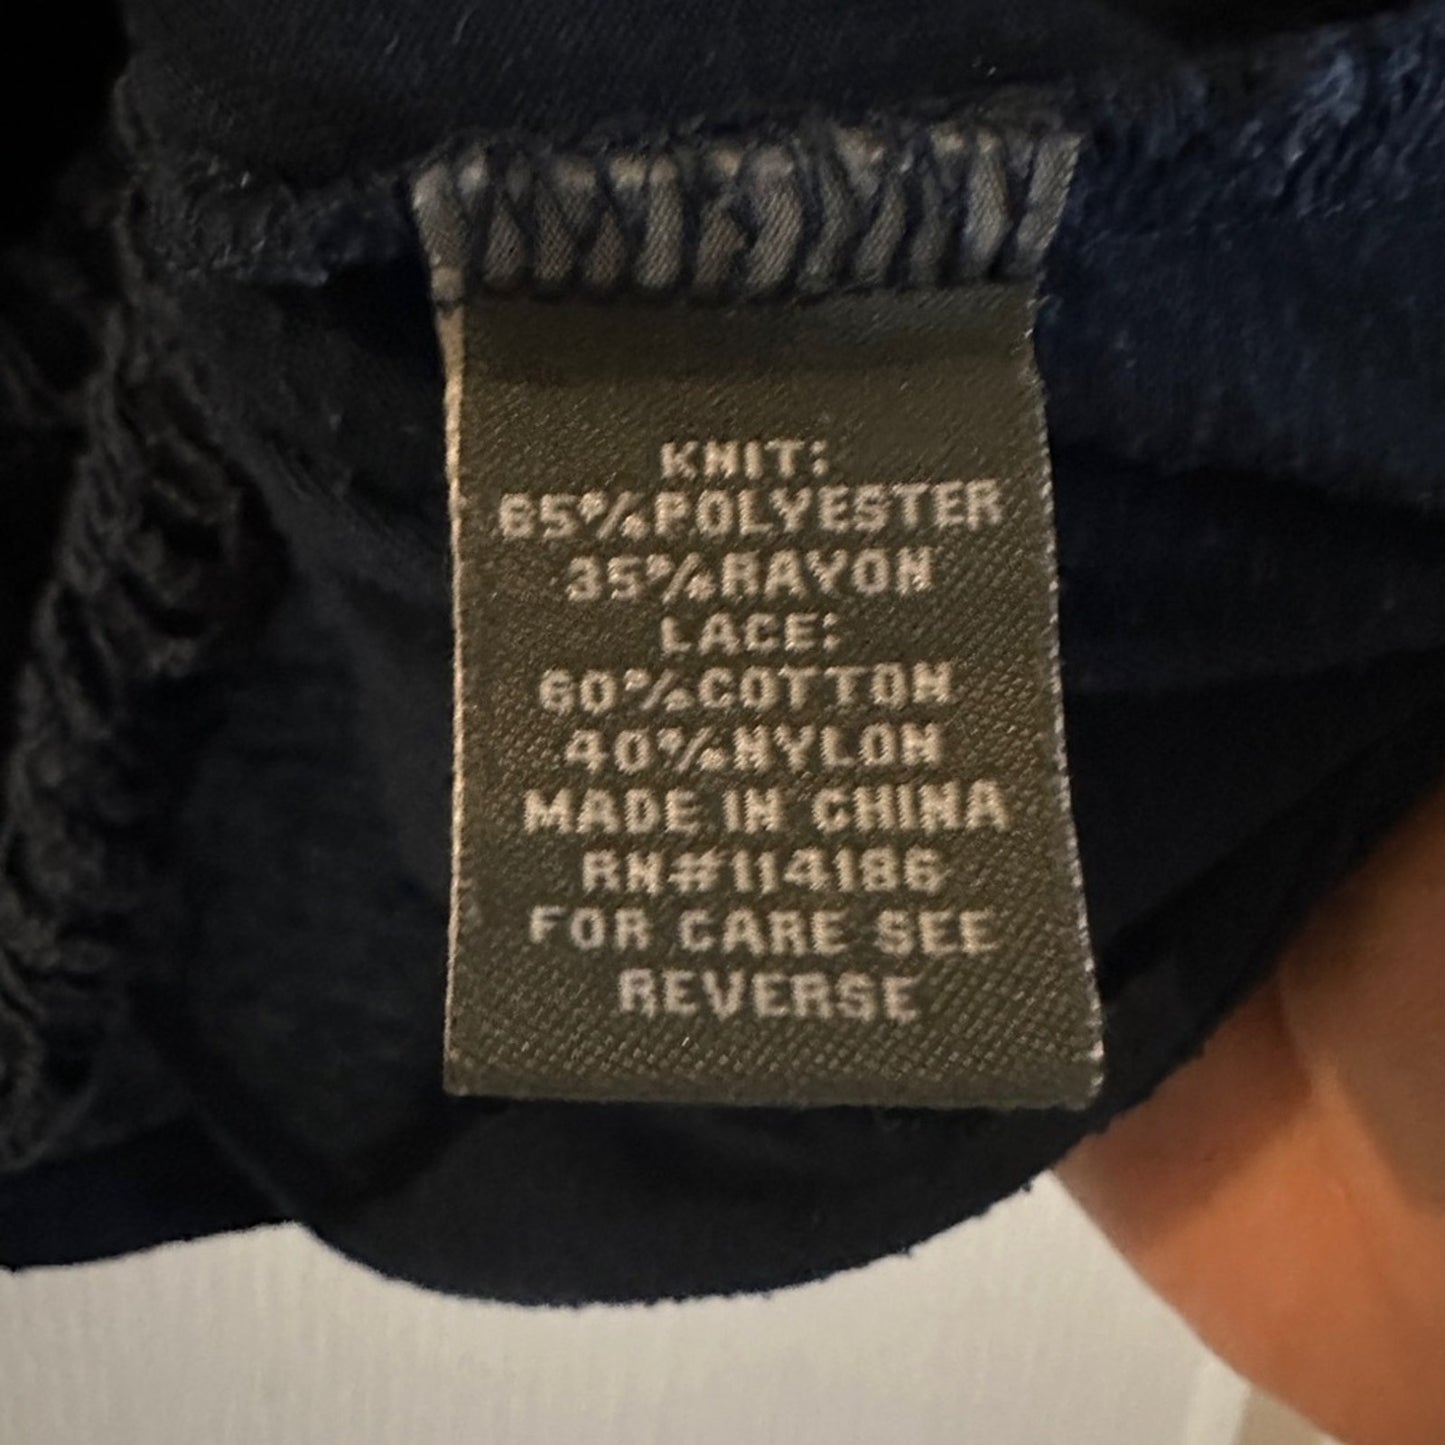 KNIT:
65%POLYESTER
35%RAYON
LACE:
60%COTTON
40%NYLON
MADE IN CHINA
RN#114186
FOR CARE SEE
REVERSE